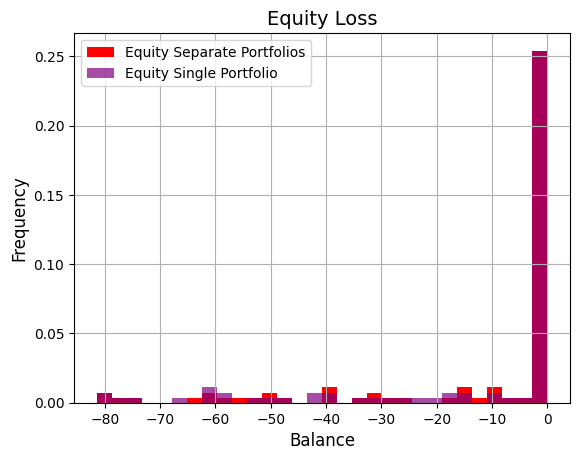 Equity Loss
Equity Separate Portfolios
Equity Single Portfolio
0.25
0.20
0.15
0.10
0.05
0.00
Frequency
−80 −70 −60 −50 −40 −30 −20 −10 0
Balance